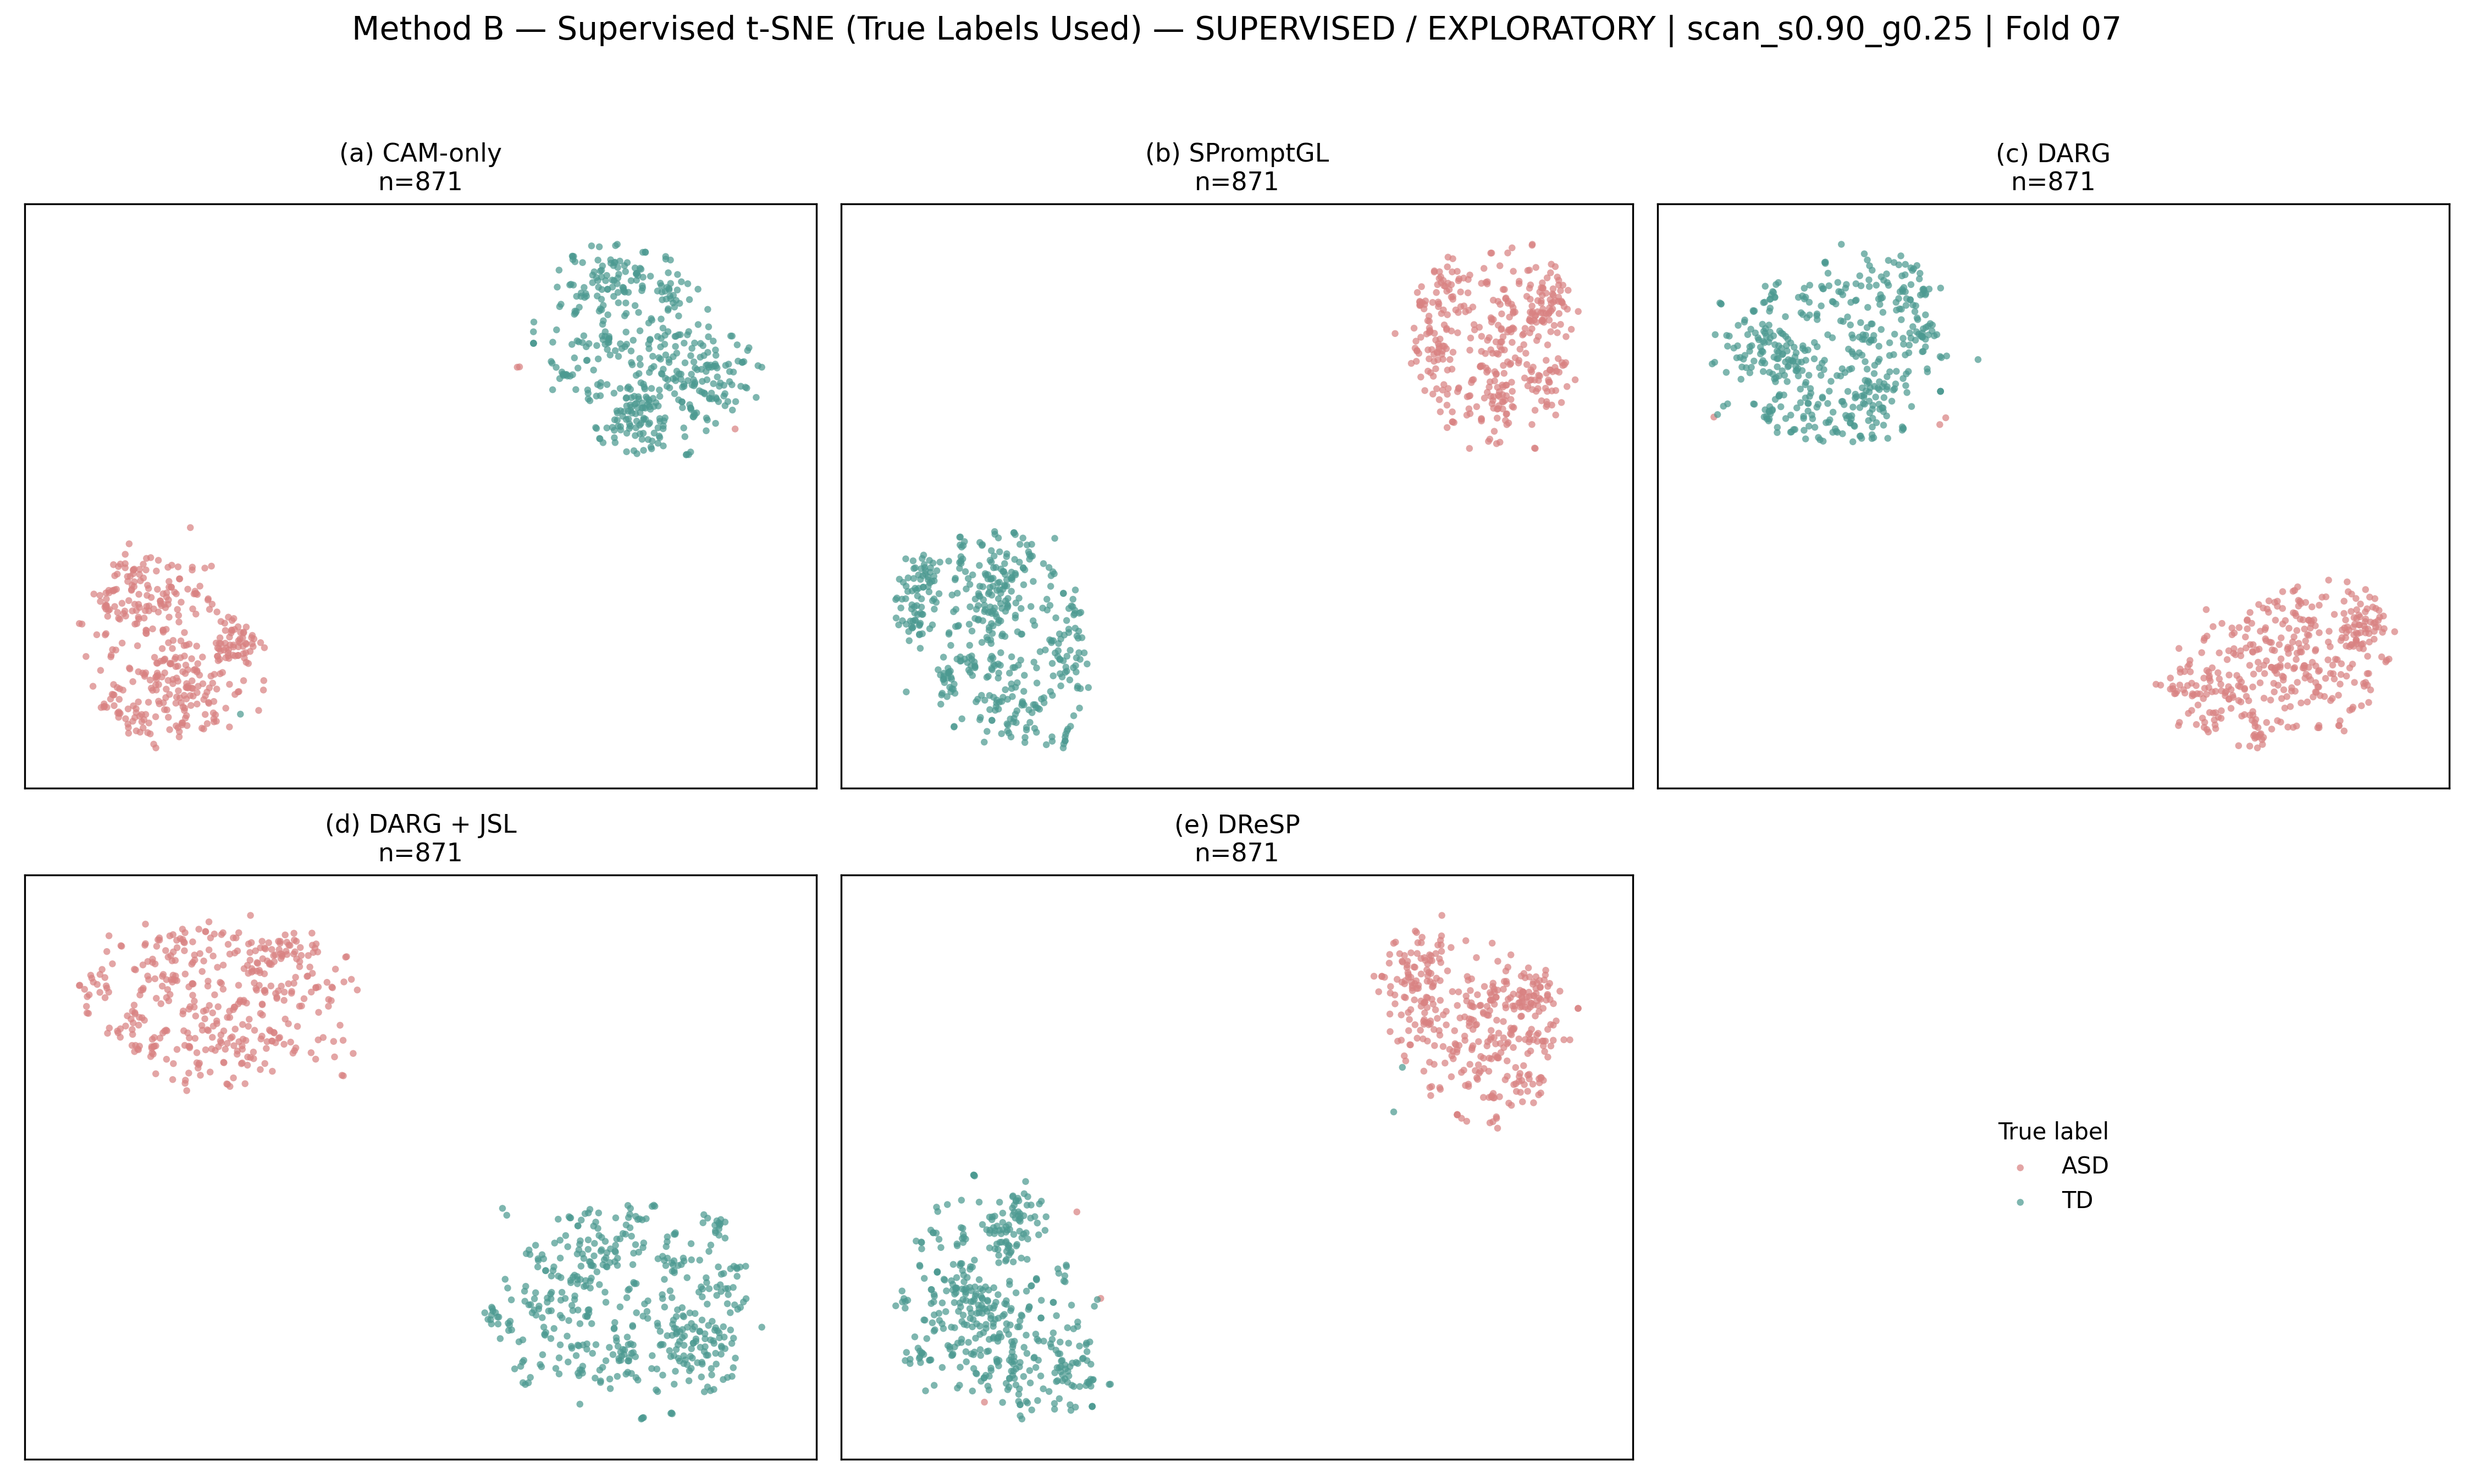 Method B — Supervised t-SNE (True Labels Used) — SUPERVISED / EXPLORATORY | scan_s0.90_g0.25 | Fold 07
(a) CAM-only
n=871
(b) SPromptGL
n=871
(c) DARG
n=871
(d) DARG + JSL
n=871
(e) DReSP
n=871
True label
ASD
TD